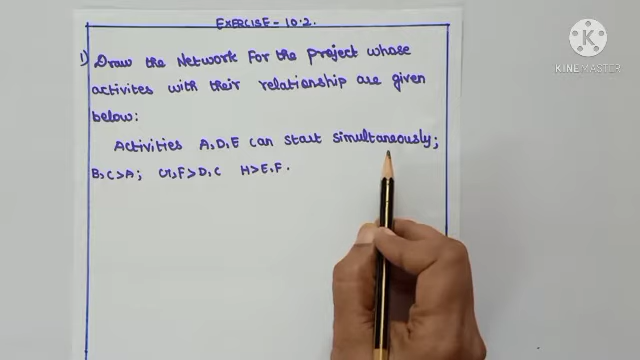 EXERCISE - 10.2.
1) Draw the Network For the Project whose
activites with their relationship are given
below:
Activities A,D,E can start simultaneously;
B,C>A; G,F>D,C H>E,F.
K
KINEMASTER